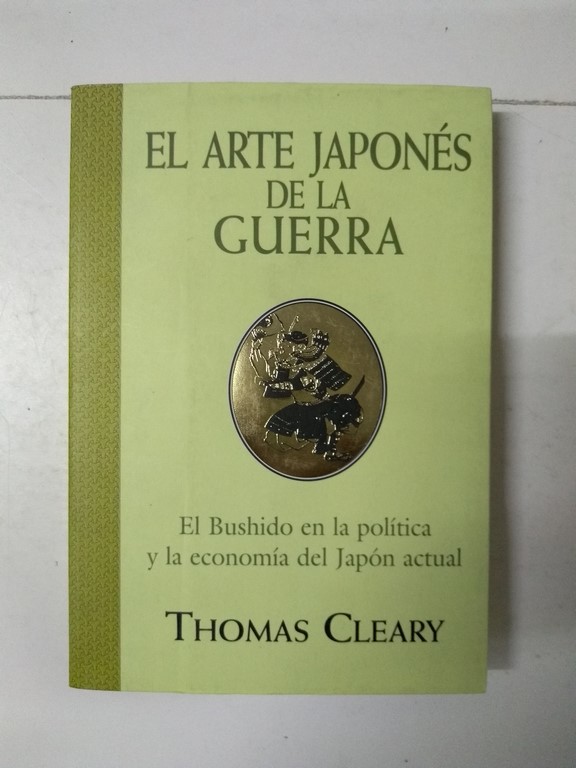 EL ARTE JAPONÉS
DE LA
GUERRA
El Bushido en la política
y la economía del Japón actual
THOMAS CLEARY